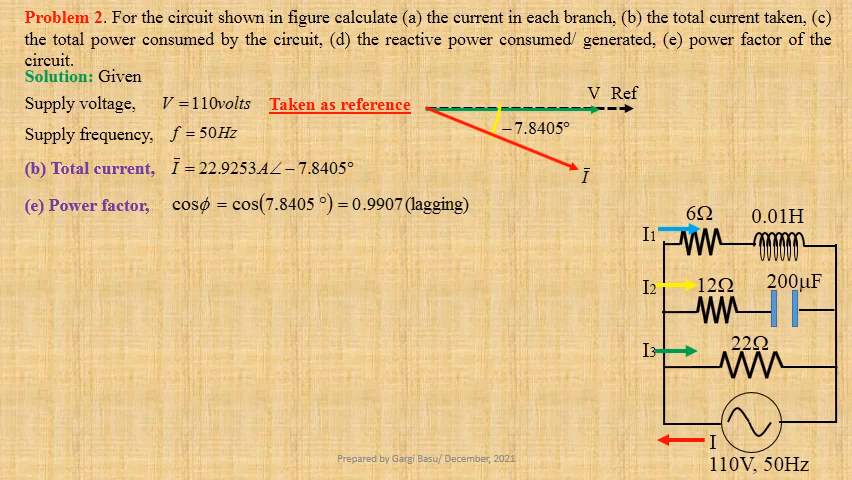 Problem 2. For the circuit shown in figure calculate (a) the current in each branch, (b) the total current taken, (c)
the total power consumed by the circuit, (d) the reactive power consumed/ generated, (e) power factor of the
circuit.
Solution: Given
Supply voltage, V = 110volts Taken as reference
V Ref
Supply frequency, f = 50Hz
−7.8405°
(b) Total current, Ī = 22.9253A∠−7.8405°
Ī
(e) Power factor, cosϕ = cos(7.8405 °) = 0.9907(lagging)
6Ω 0.01H
I1
I2 12Ω 200μF
I3 22Ω
I
110V, 50Hz
Prepared by Gargi Basu/ December, 2021